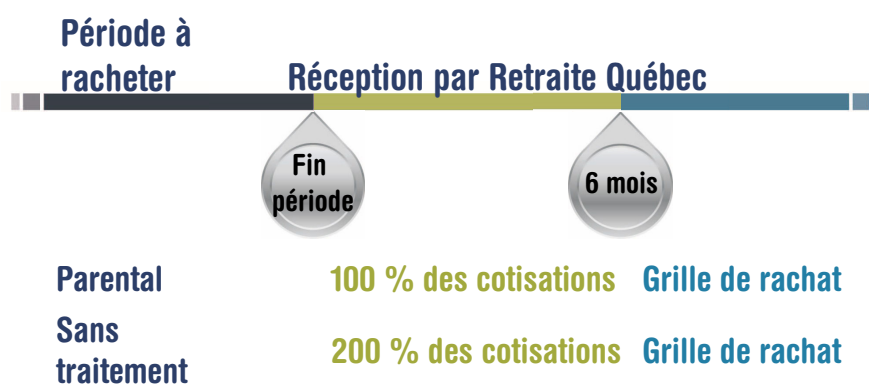 Période à
racheter
Réception par Retraite Québec
Fin
période
6 mois
Parental
100 % des cotisations
Grille de rachat
Sans
traitement
200 % des cotisations
Grille de rachat